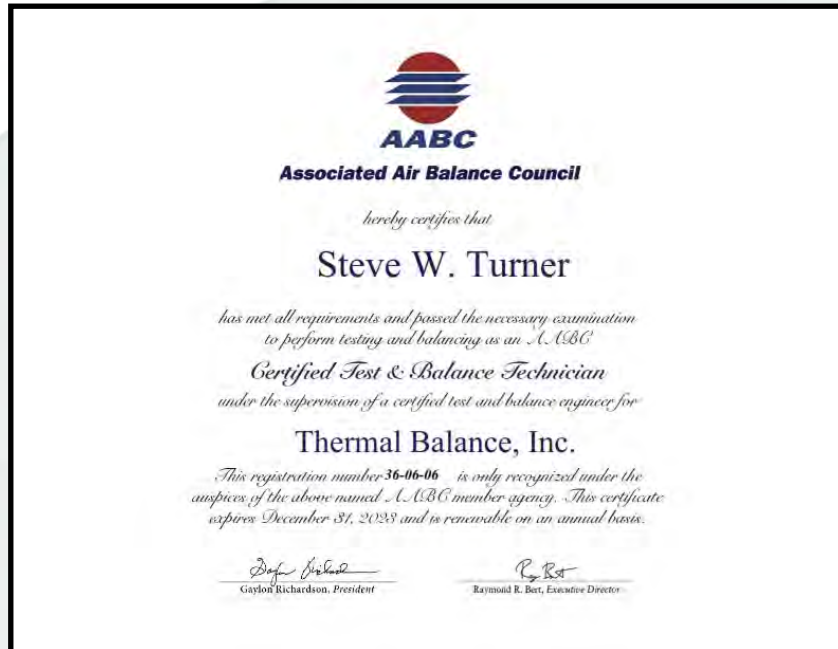 AABC
Associated Air Balance Council
hereby certifies that
Steve W. Turner
has met all requirements and passed the necessary examination
to perform testing and balancing as an AABC
Certified Test & Balance Technician
under the supervision of a certified test and balance engineer for
Thermal Balance, Inc.
This registration number 36-06-06 is only recognized under the
auspices of the above named AABC member agency. This certificate
expires December 31, 2023 and is renewable on an annual basis.
Gaylon Richardson, President
Raymond R. Bert, Executive Director